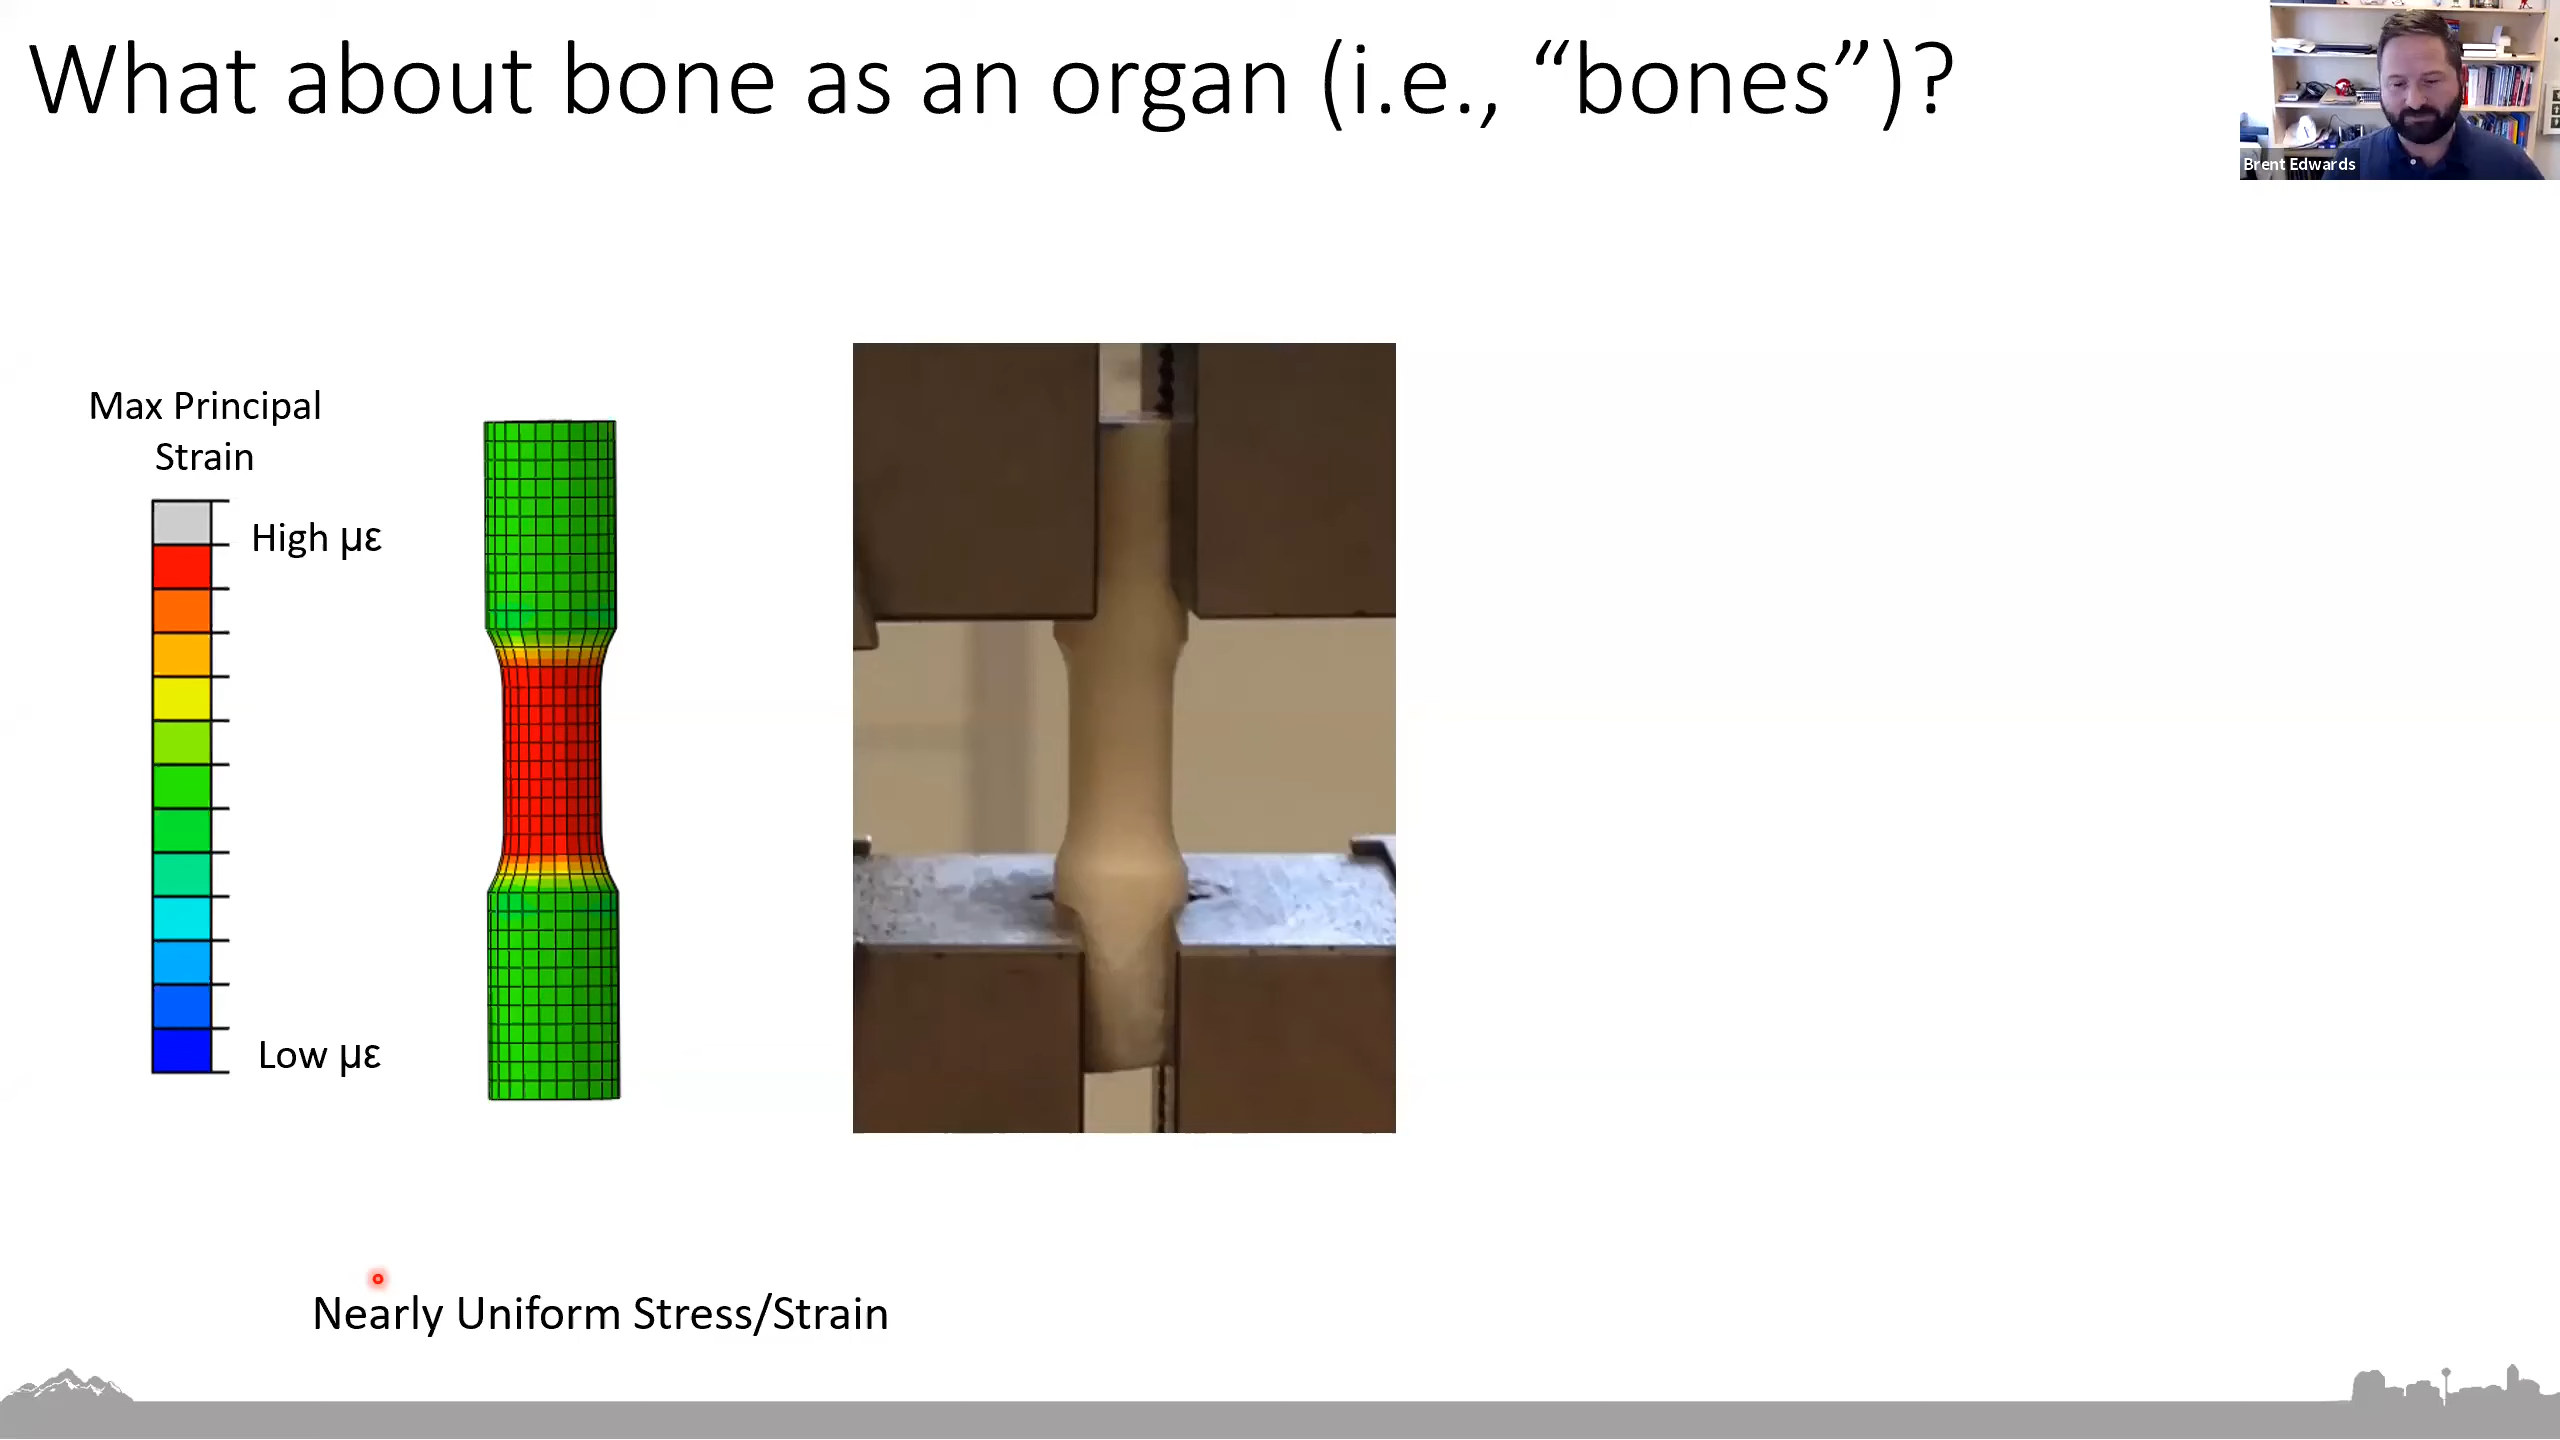 What about bone as an organ (i.e., “bones”)?
Brent Edwards
Max Principal
Strain
High με
Low με
Nearly Uniform Stress/Strain